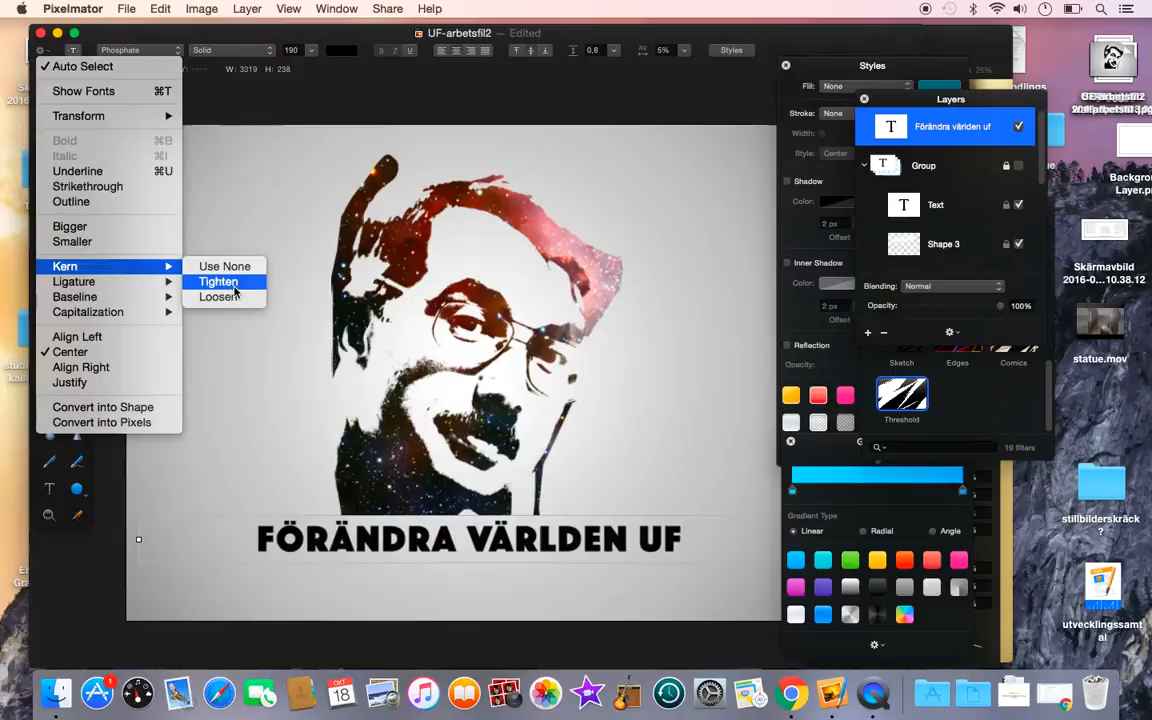 Pixelmator File Edit Image Layer View Window Share Help
UF-arbetsfil2 — Edited
Phosphate Solid 190 B I U 0,8 5% Styles
W: 3319 H: 238
26%
Auto Select
Show Fonts ⌘T
Transform
Bold ⌘B
Italic ⌘I
Underline ⌘U
Strikethrough
Outline
Bigger
Smaller
Kern
Ligature
Baseline
Capitalization
Align Left
Center
Align Right
Justify
Convert into Shape
Convert into Pixels
Use None
Tighten
Loosen
FÖRÄNDRA VÄRLDEN UF
Styles
Fill: None
Stroke: None
Width:
Style: Center
Shadow
Color:
2 px
Offset
Inner Shadow
Color:
2 px
Offset
Reflection
Opacity:
Layers
Förändra världen uf
Group
Text
Shape 3
Blending: Normal
Opacity: 100%
Sketch Edges Comics
Threshold
19 filters
Gradient Type
Linear Radial Angle
Skärmavbild
2016-0...10.38.12
statue.mov
stillbilderskräck
?
utvecklingssamt
al
OKT
18
1